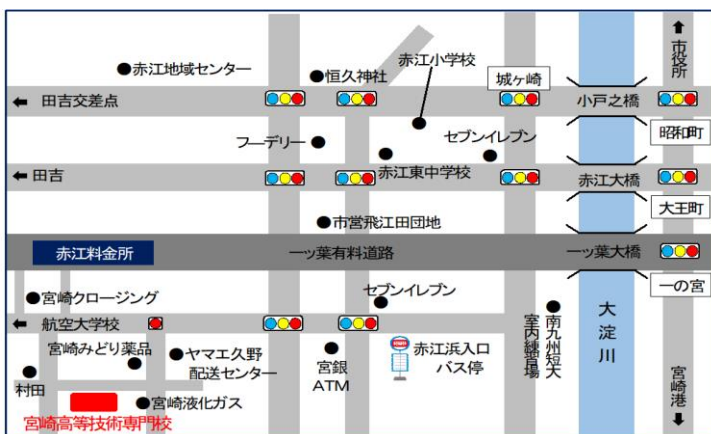 赤江地域センター
恒久神社
赤江小学校
城ヶ崎
市役所
田吉交差点
小戸之橋
昭和町
フーデリー
セブンイレブン
赤江東中学校
田吉
赤江大橋
大王町
市営飛江田団地
赤江料金所
一ッ葉有料道路
一ッ葉大橋
一の宮
宮崎クロージング
セブンイレブン
航空大学校
宮崎みどり薬品
ヤマエ久野
配送センター
宮銀
ATM
赤江浜入口
バス停
室内練習場
南九州短大
大淀川
宮崎港
村田
宮崎液化ガス
宮崎高等技術専門校